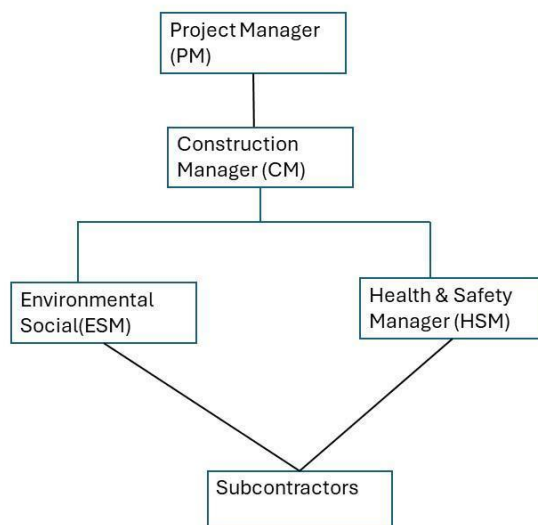 Project Manager
(PM)
Construction
Manager (CM)
Environmental
Social(ESM)
Health & Safety
Manager (HSM)
Subcontractors